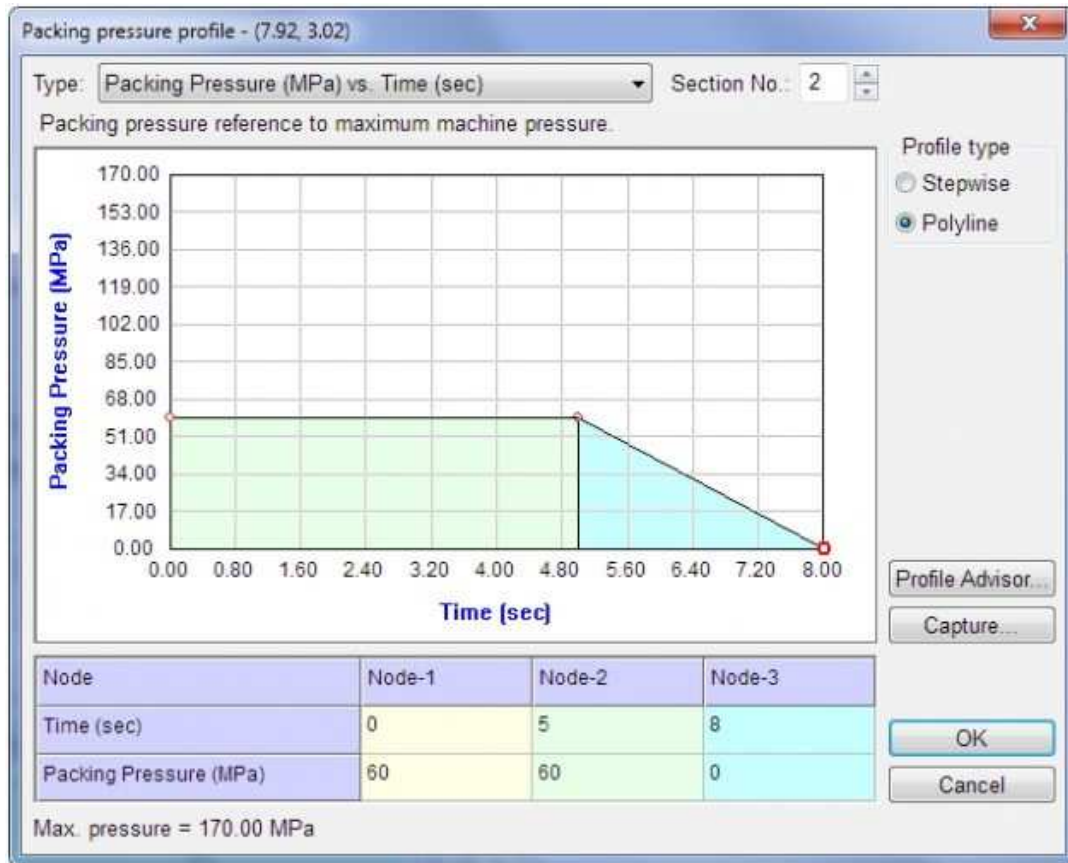 Packing pressure profile - (7.92, 3.02)
Type: Packing Pressure (MPa) vs. Time (sec) Section No.: 2
Packing pressure reference to maximum machine pressure.
Profile type
Stepwise
Polyline
Packing Pressure (MPa)
170.00
153.00
136.00
119.00
102.00
85.00
68.00
51.00
34.00
17.00
0.00
0.00 0.80 1.60 2.40 3.20 4.00 4.80 5.60 6.40 7.20 8.00
Time (sec)
Profile Advisor...
Capture...
Node Node-1 Node-2 Node-3
Time (sec) 0 5 8
Packing Pressure (MPa) 60 60 0
OK
Cancel
Max. pressure = 170.00 MPa